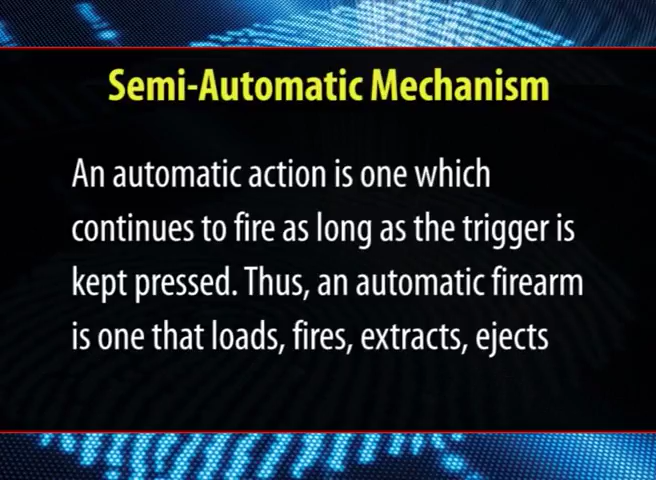 Semi-Automatic Mechanism
An automatic action is one which
continues to fire as long as the trigger is
kept pressed. Thus, an automatic firearm
is one that loads, fires, extracts, ejects